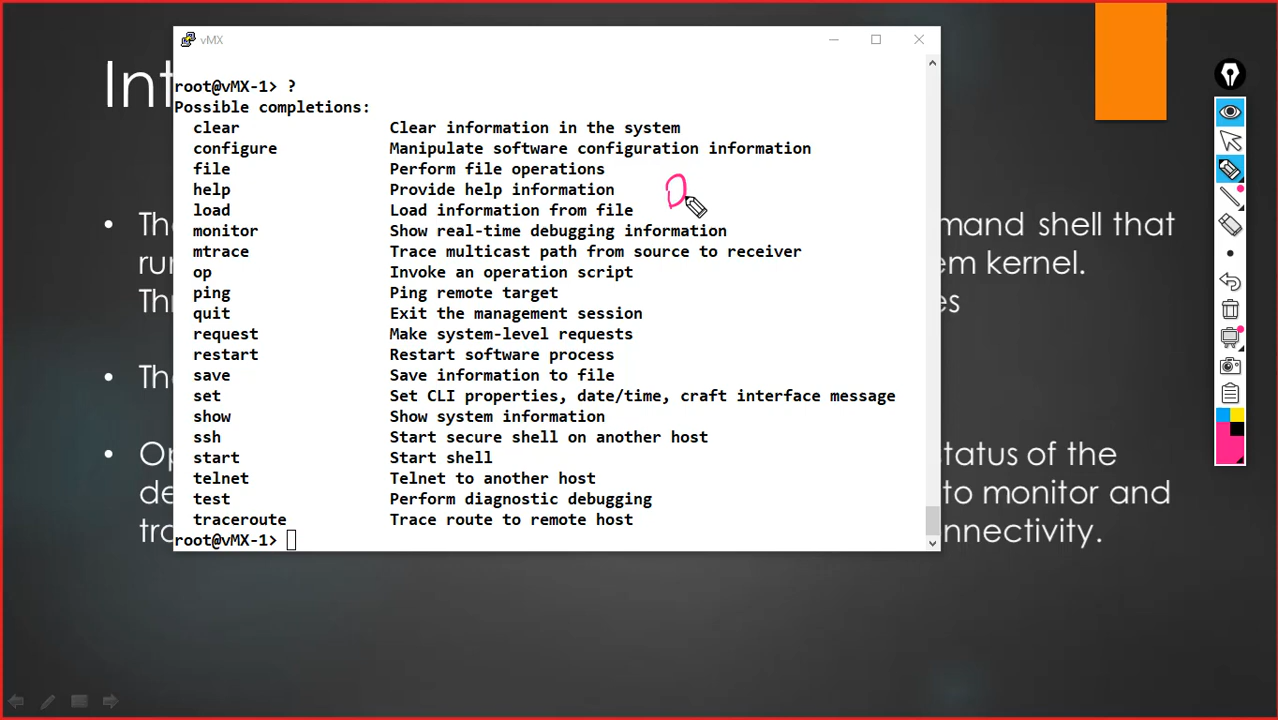 Int
vMX
root@vMX-1> ?
Possible completions:
clear Clear information in the system
configure Manipulate software configuration information
file Perform file operations
help Provide help information
load Load information from file
monitor Show real-time debugging information
mtrace Trace multicast path from source to receiver
op Invoke an operation script
ping Ping remote target
quit Exit the management session
request Make system-level requests
restart Restart software process
save Save information to file
set Set CLI properties, date/time, craft interface message
show Show system information
ssh Start secure shell on another host
start Start shell
telnet Telnet to another host
test Perform diagnostic debugging
traceroute Trace route to remote host
root@vMX-1>
• Th mand shell that
ru em kernel.
Th es
• Th
• Op tatus of the
de to monitor and
tr nnectivity.